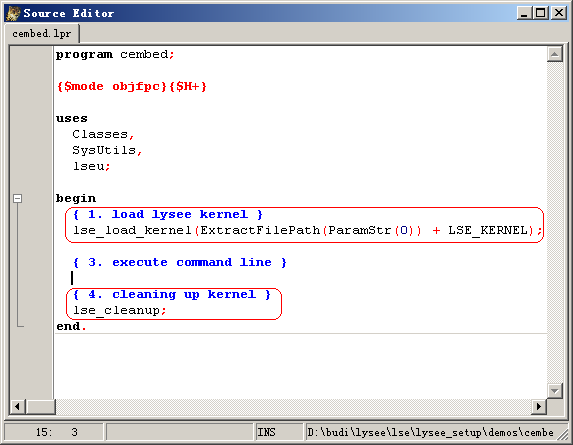 Source Editor
cembed.lpr
program cembed;
{$mode objfpc}{$H+}
uses
Classes,
SysUtils,
lseu;
begin
{ 1. load lysee kernel }
lse_load_kernel(ExtractFilePath(ParamStr(0)) + LSE_KERNEL);
{ 3. execute command line }
{ 4. cleaning up kernel }
lse_cleanup;
end.
15: 3 INS D:\budi\lysee\lse\lysee_setup\demos\cembe